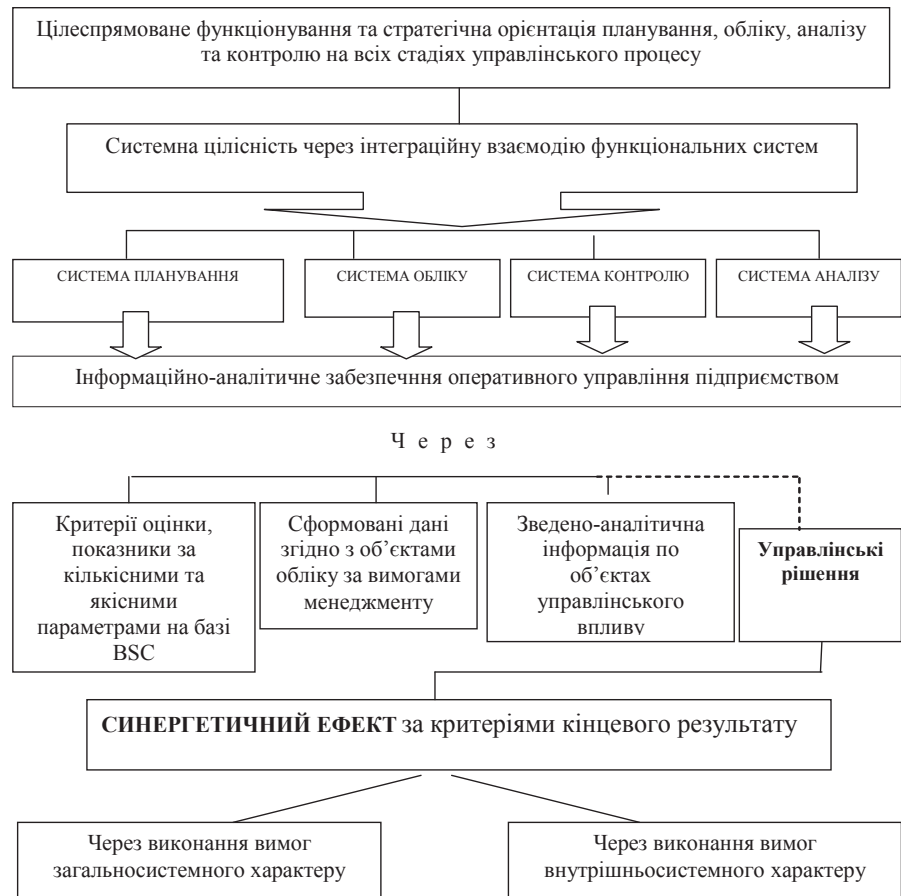 Цілеспрямоване функціонування та стратегічна орієнтація планування, обліку, аналізу
та контролю на всіх стадіях управлінського процесу
Системна цілісність через інтеграційну взаємодію функціональних систем
СИСТЕМА ПЛАНУВАННЯ
СИСТЕМА ОБЛІКУ
СИСТЕМА КОНТРОЛЮ
СИСТЕМА АНАЛІЗУ
Інформаційно-аналітичне забезпечння оперативного управління підприємством
Ч е р е з
Критерії оцінки,
показники за
кількісними та
якісними
параметрами на базі
BSC
Сформовані дані
згідно з об’єктами
обліку за вимогами
менеджменту
Зведено-аналітична
інформація по
об’єктах
управлінського
впливу
Управлінські
рішення
СИНЕРГЕТИЧНИЙ ЕФЕКТ за критеріями кінцевого результату
Через виконання вимог
загальносистемного характеру
Через виконання вимог
внутрішньосистемного характеру